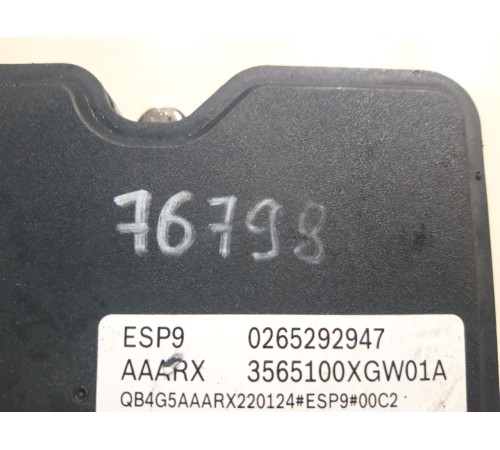 76798
ESP9 0265292947
AAARX 3565100XGW01A
QB4G5AAARX220124#ESP9#00C2